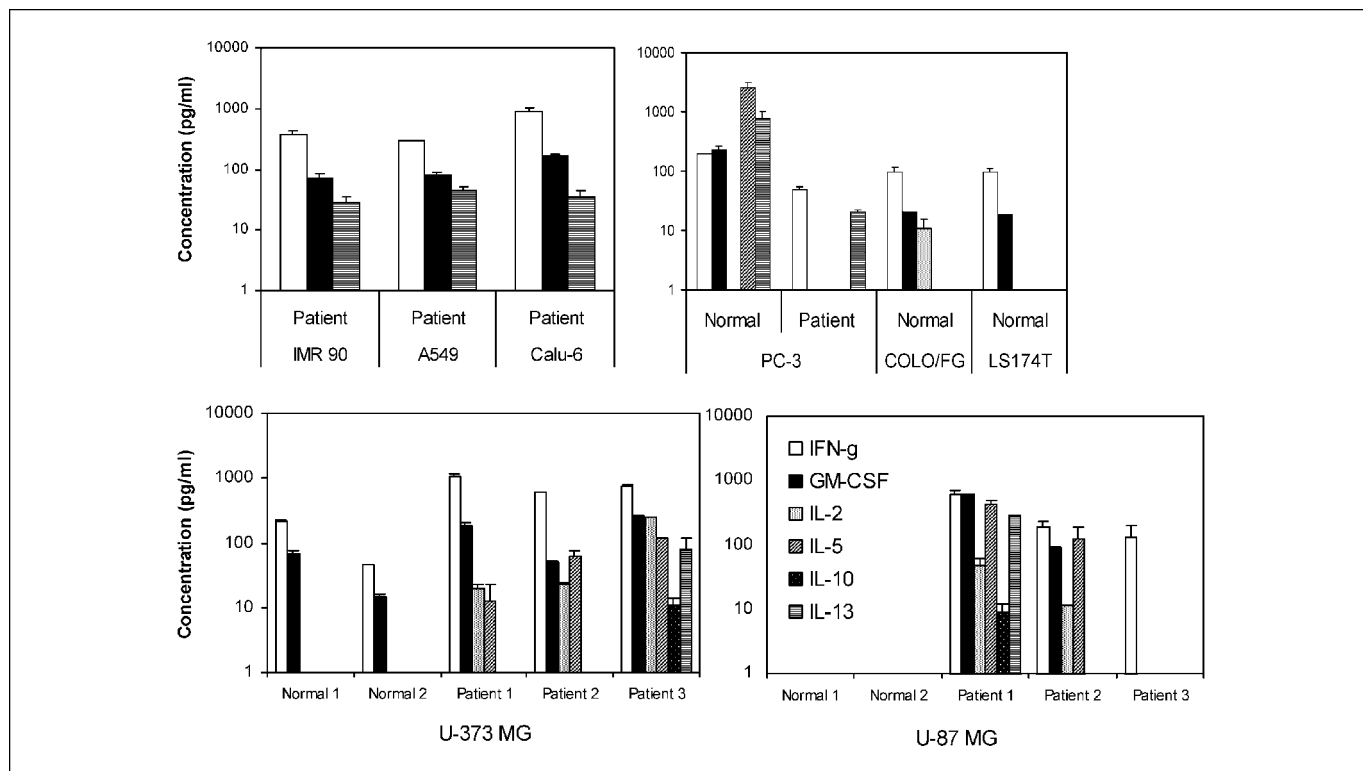 Concentration (pg/ml)
10000
1000
100
10
1
Patient
Patient
Patient
IMR 90
A549
Calu-6
10000
1000
100
10
1
Normal
Patient
Normal
Normal
PC-3
COLO/FG
LS174T
Concentration (pg/ml)
10000
1000
100
10
1
Normal 1
Normal 2
Patient 1
Patient 2
Patient 3
U-373 MG
10000
1000
100
10
1
IFN-g
GM-CSF
IL-2
IL-5
IL-10
IL-13
Normal 1
Normal 2
Patient 1
Patient 2
Patient 3
U-87 MG